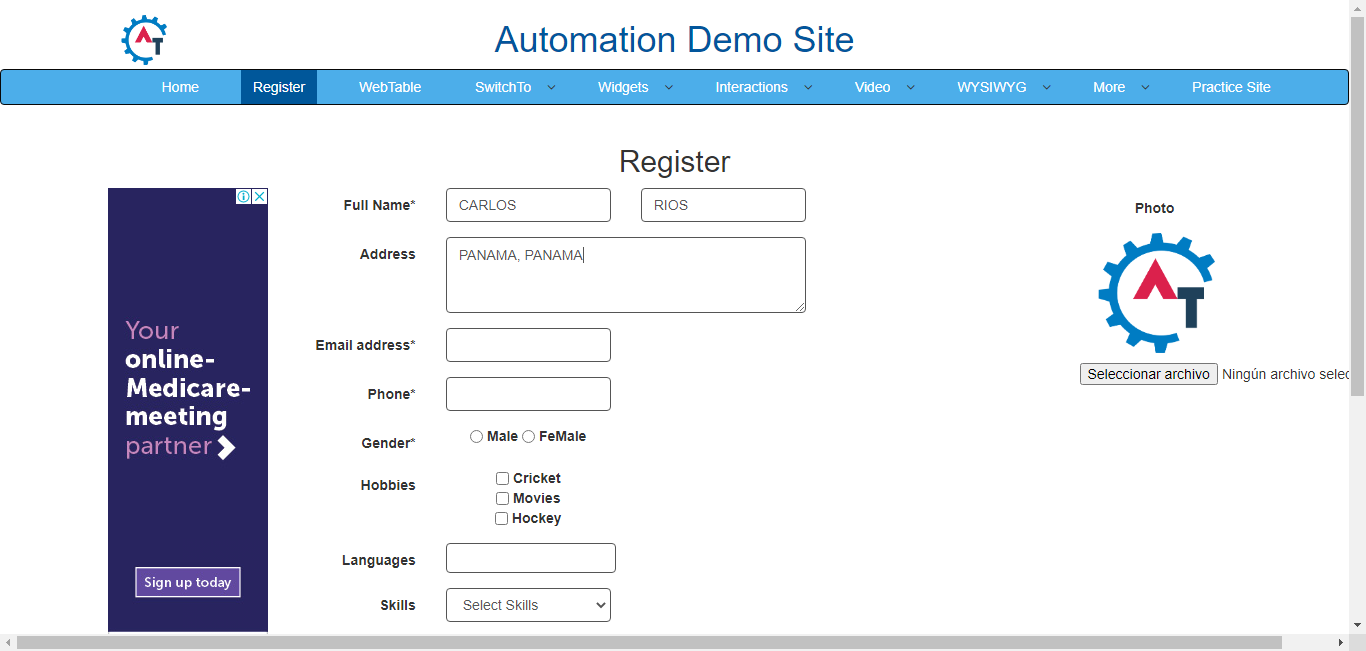 AT
Automation Demo Site
Home Register WebTable SwitchTo Widgets Interactions Video WYSIWYG More Practice Site
Register
Full Name* CARLOS RIOS
Address PANAMA, PANAMA
Email address*
Phone*
Gender* Male FeMale
Hobbies Cricket
Movies
Hockey
Languages
Skills Select Skills
Your
online-
Medicare-
meeting
partner
Sign up today
Photo
AT
Seleccionar archivo Ningún archivo selec